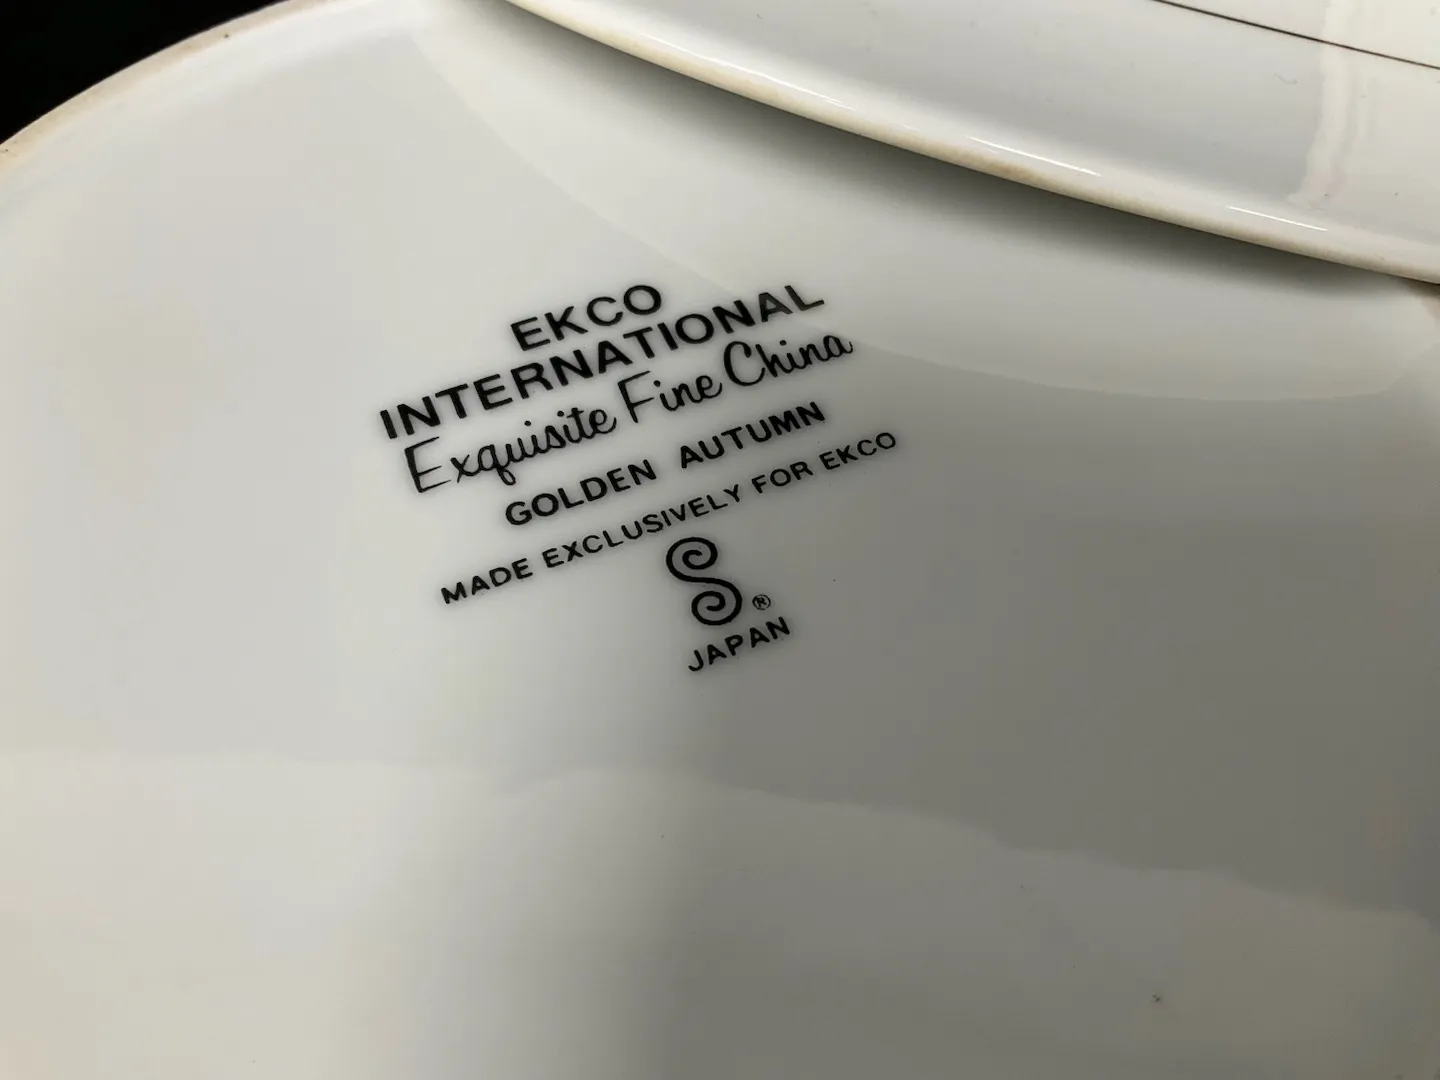 EKCO
INTERNATIONAL
Exquisite Fine China
GOLDEN AUTUMN
MADE EXCLUSIVELY FOR EKCO
S®
JAPAN